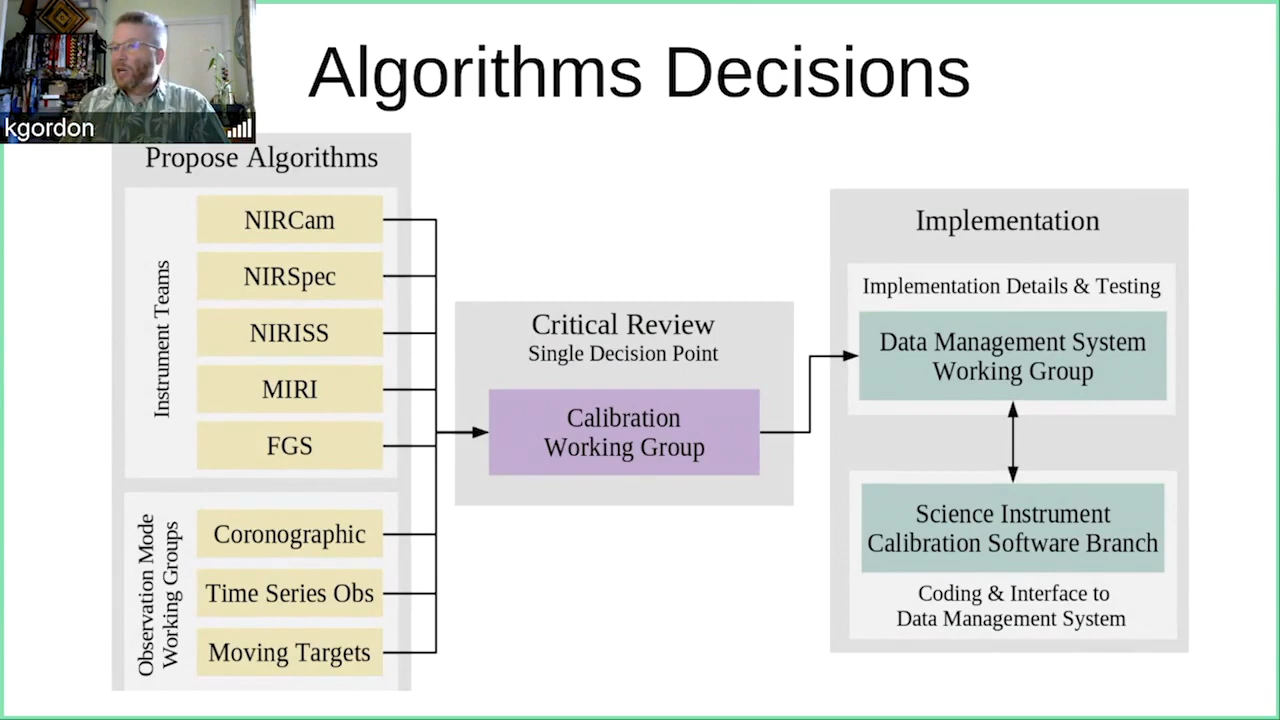 Algorithms Decisions
kgordon
Propose Algorithms
Instrument Teams
NIRCam
NIRSpec
NIRISS
MIRI
FGS
Observation Mode
Working Groups
Coronographic
Time Series Obs
Moving Targets
Critical Review
Single Decision Point
Calibration
Working Group
Implementation
Implementation Details & Testing
Data Management System
Working Group
Science Instrument
Calibration Software Branch
Coding & Interface to
Data Management System